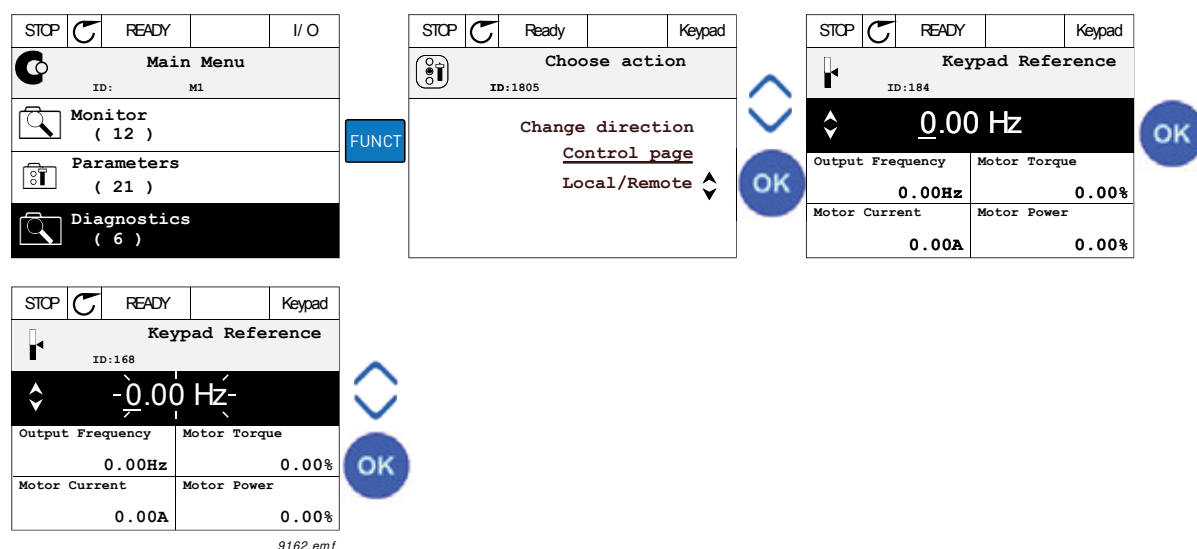 STOP READY I/O
Main Menu
ID: M1
Monitor
( 12 )
Parameters
( 21 )
Diagnostics
( 6 )
FUNCT
STOP Ready Keypad
Choose action
ID:1805
Change direction
Control page
Local/Remote
OK
STOP READY Keypad
Keypad Reference
ID:184
0.00 Hz
Output Frequency Motor Torque
0.00Hz 0.00%
Motor Current Motor Power
0.00A 0.00%
OK
STOP READY Keypad
Keypad Reference
ID:168
0.00 Hz
Output Frequency Motor Torque
0.00Hz 0.00%
Motor Current Motor Power
0.00A 0.00%
OK
9162.emf